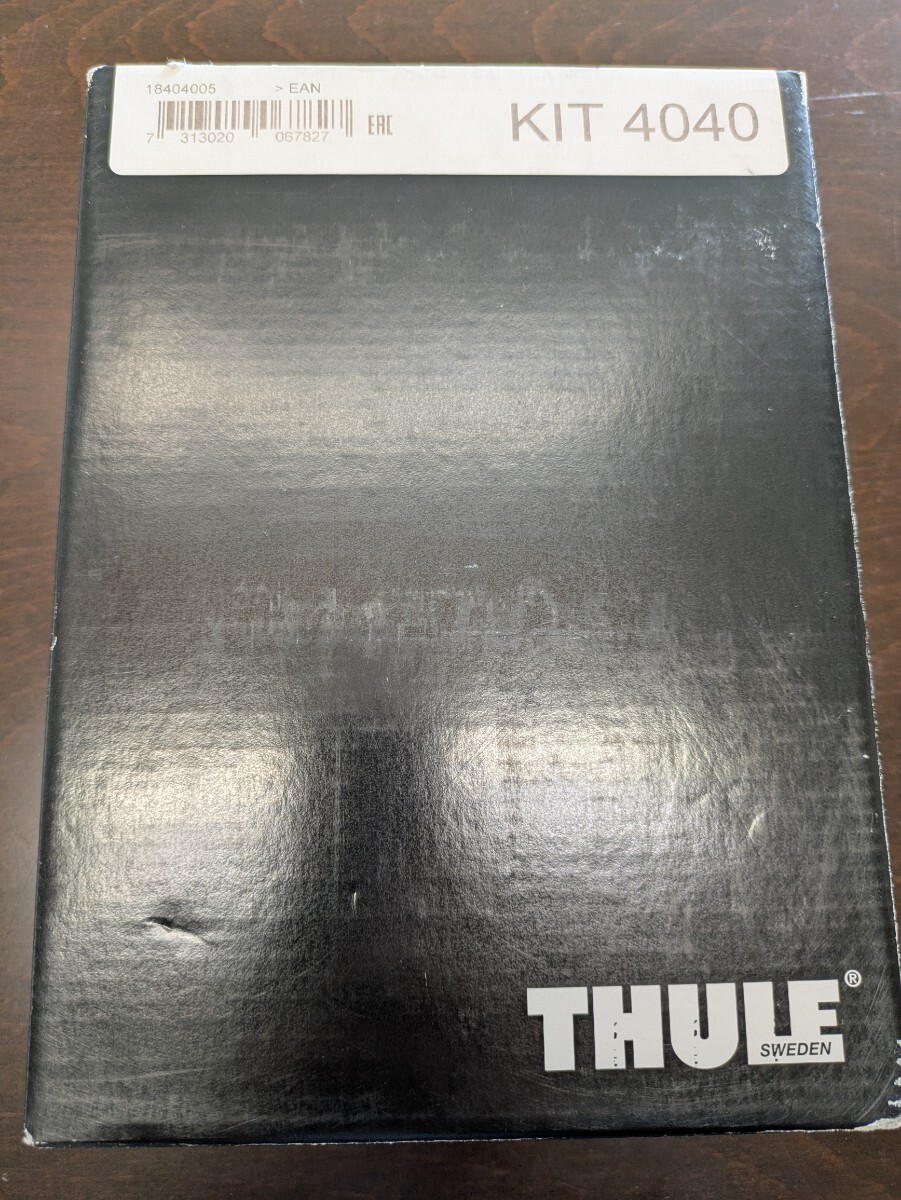 18404005 > EAN
7 313020 067827
EAC
KIT 4040
THULE®
SWEDEN